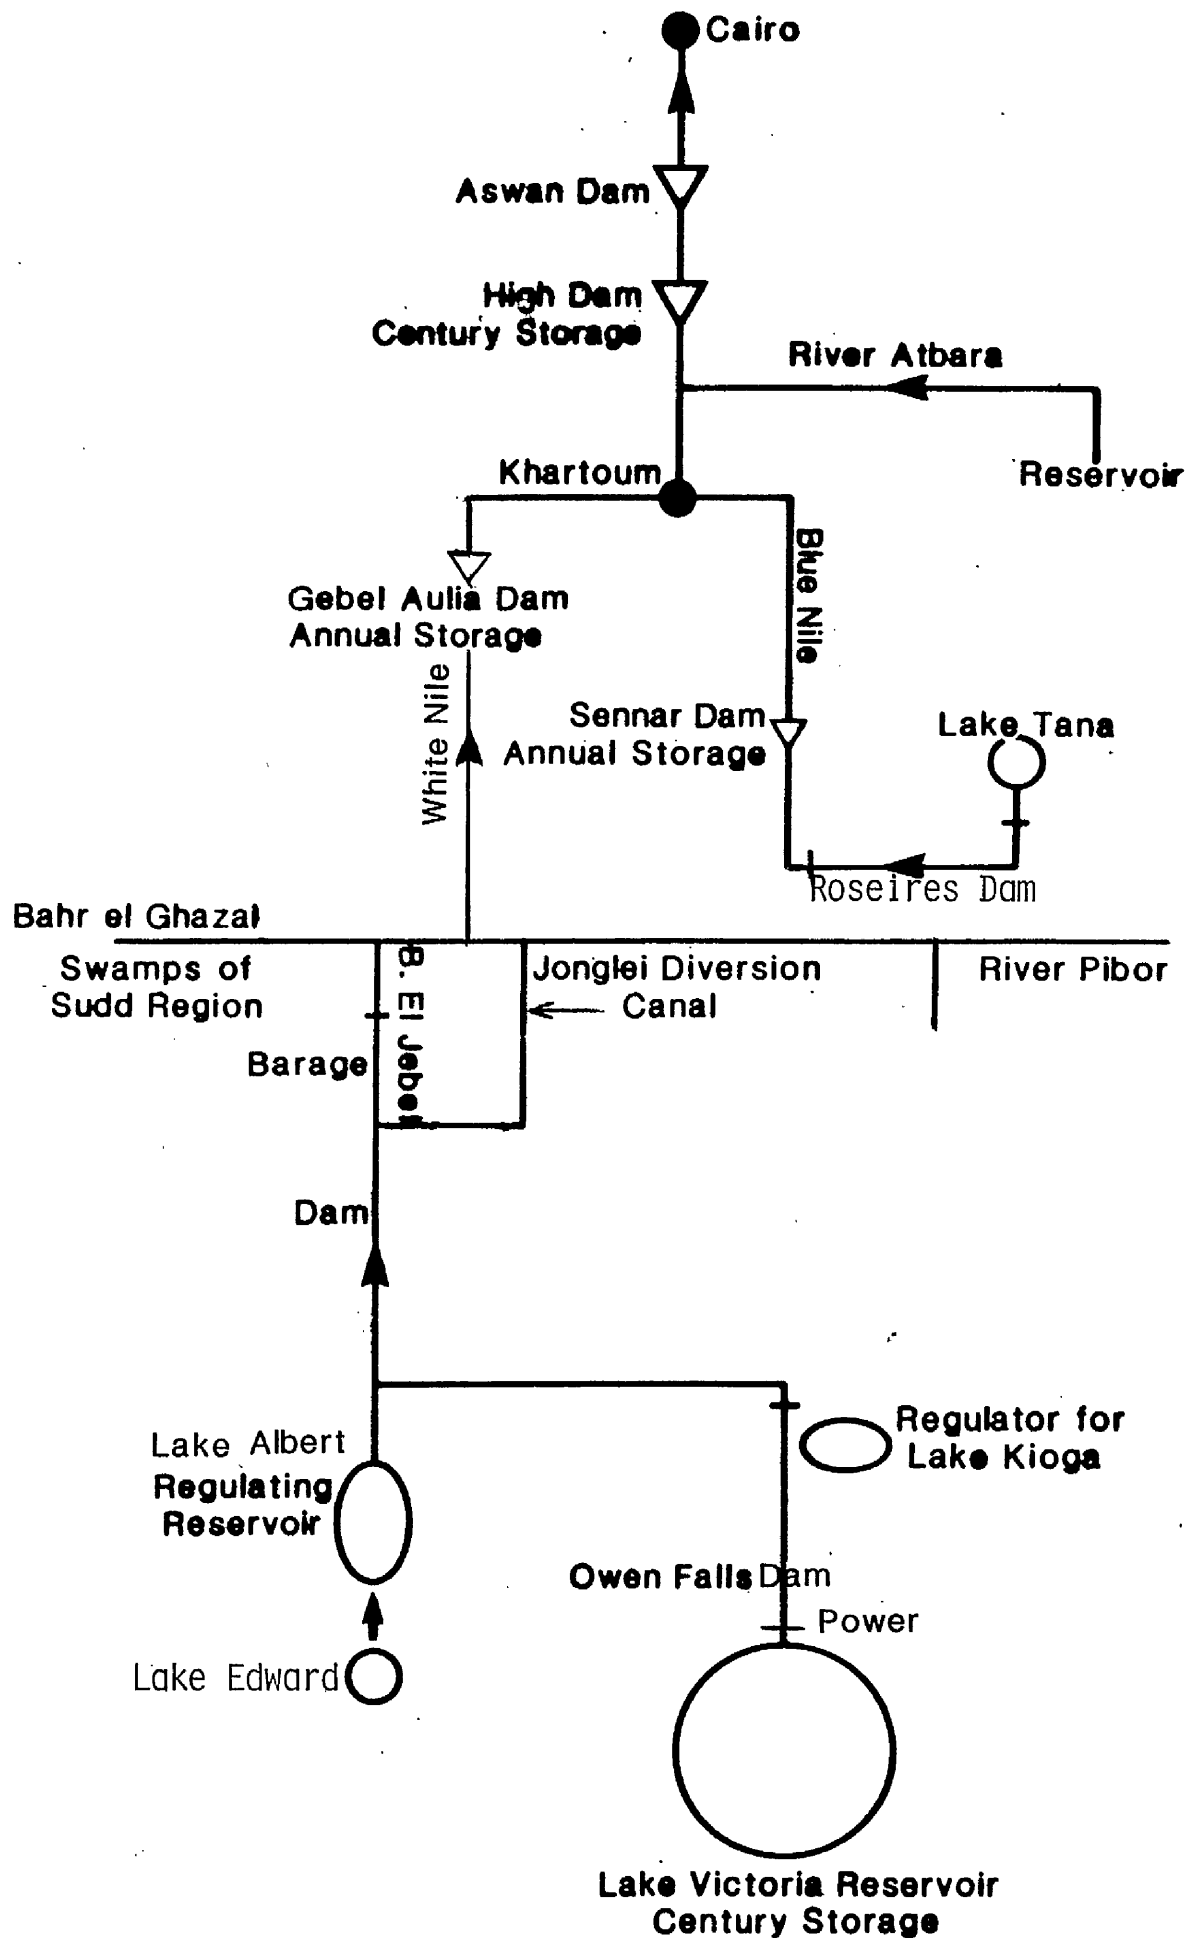 Cairo
Aswan Dam
High Dam
Century Storage
River Atbara
Reservoir
Khartoum
Blue Nile
Gebel Aulia Dam
Annual Storage
White Nile
Sennar Dam
Annual Storage
Lake Tana
Roseires Dam
Bahr el Ghazal
Swamps of
Sudd Region
B. El Jebel
Jonglei Diversion
Canal
River Pibor
Barage
Dam
Lake Albert
Regulating
Reservoir
Regulator for
Lake Kioga
Owen Falls Dam
Power
Lake Edward
Lake Victoria Reservoir
Century Storage